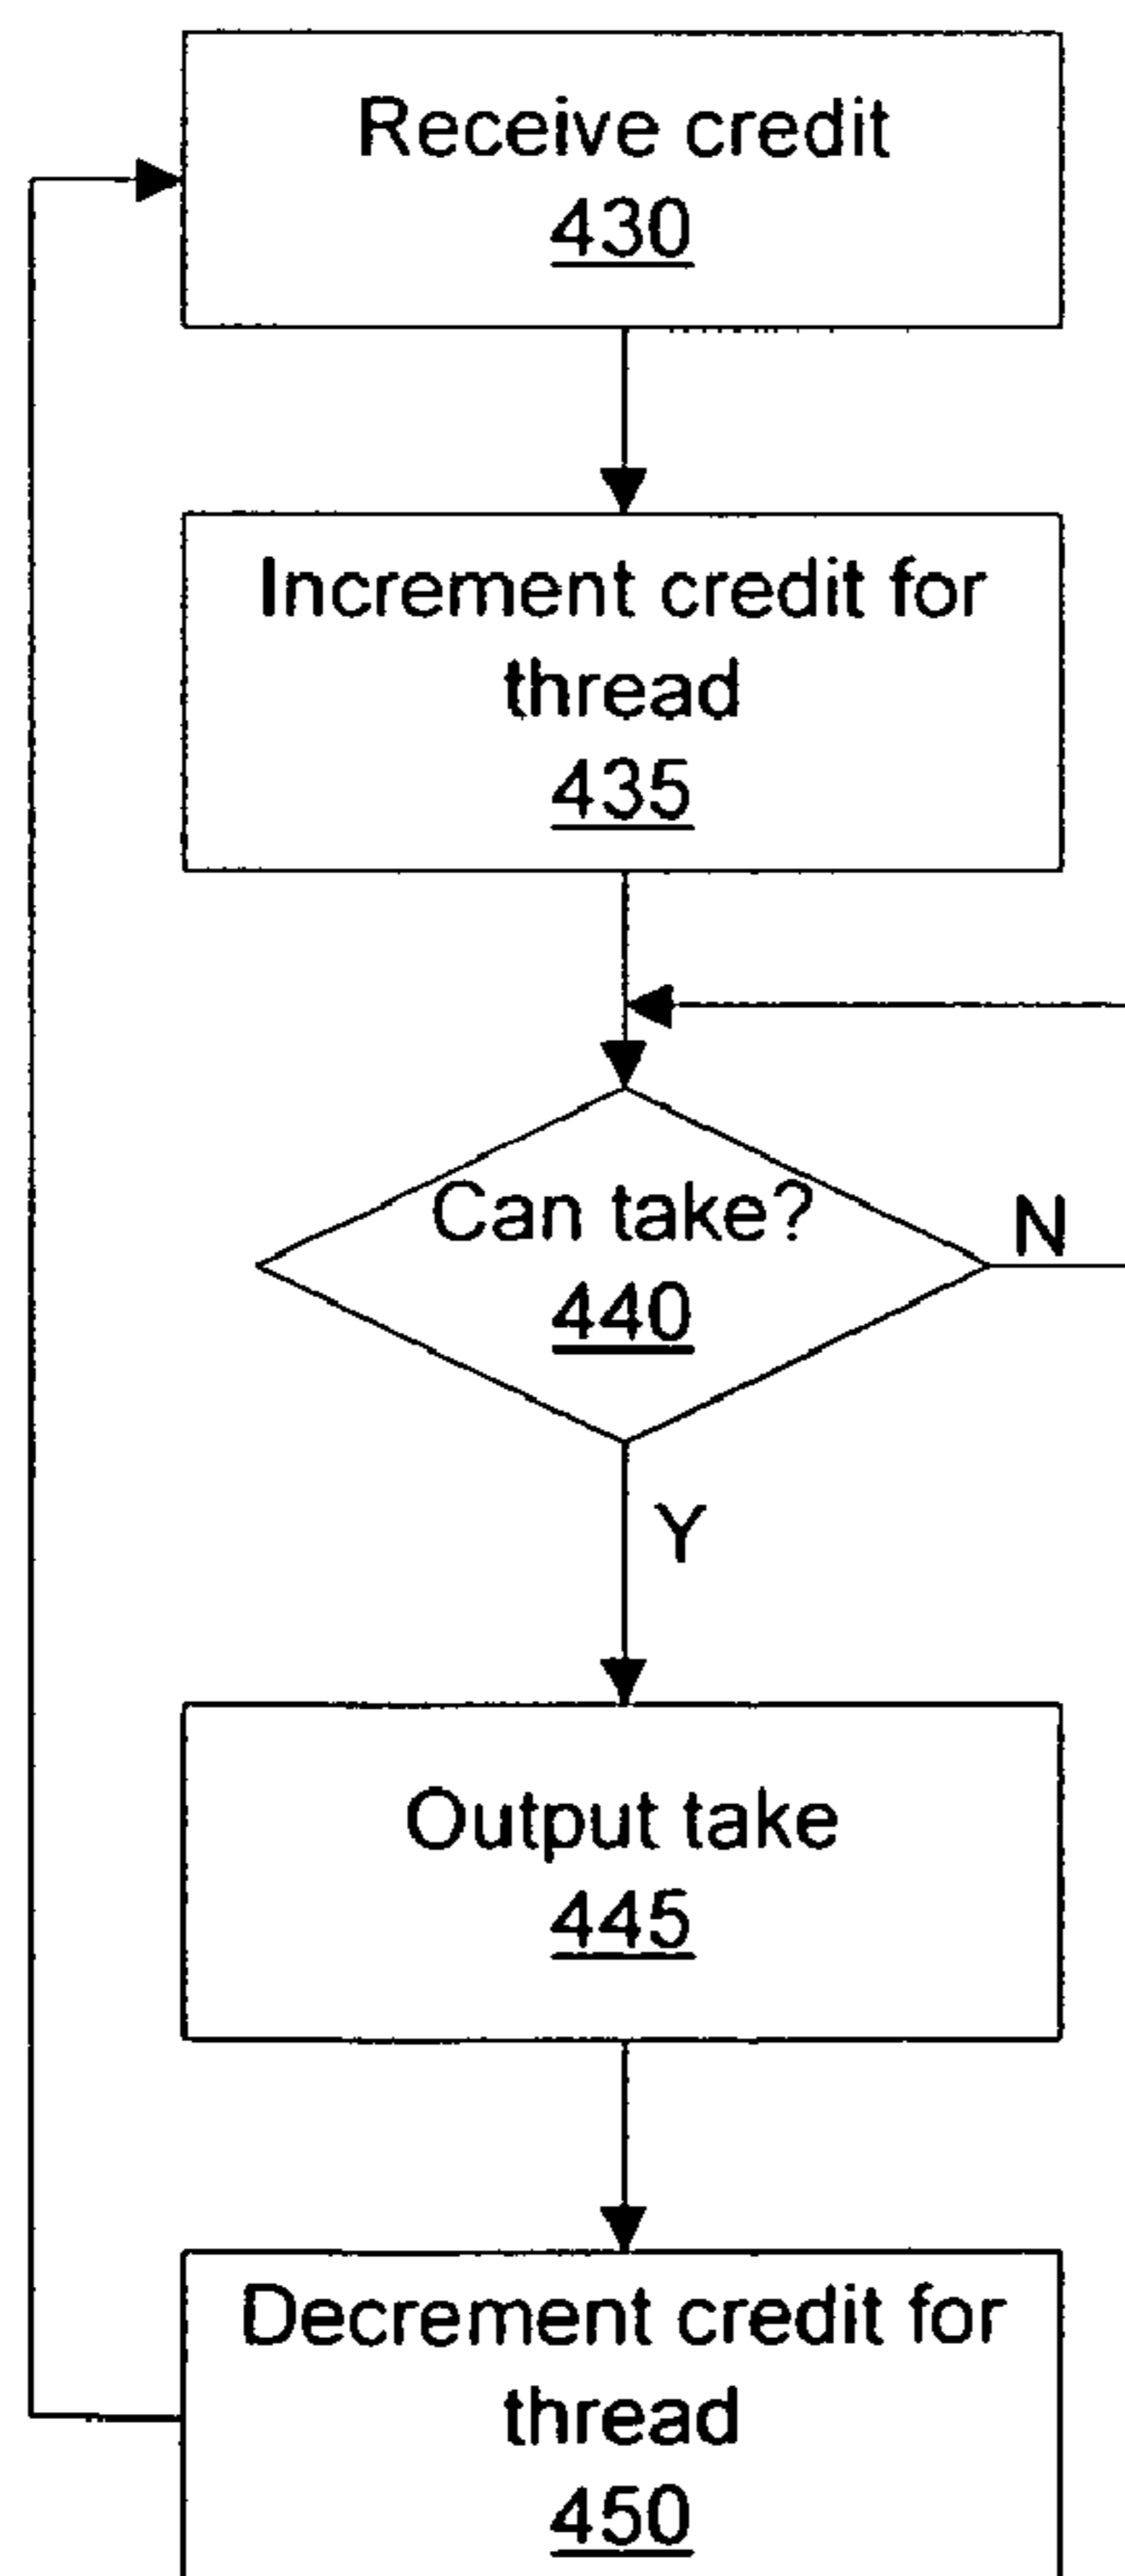 Receive credit
430
Increment credit for
thread
435
Can take?
440
N
Y
Output take
445
Decrement credit for
thread
450